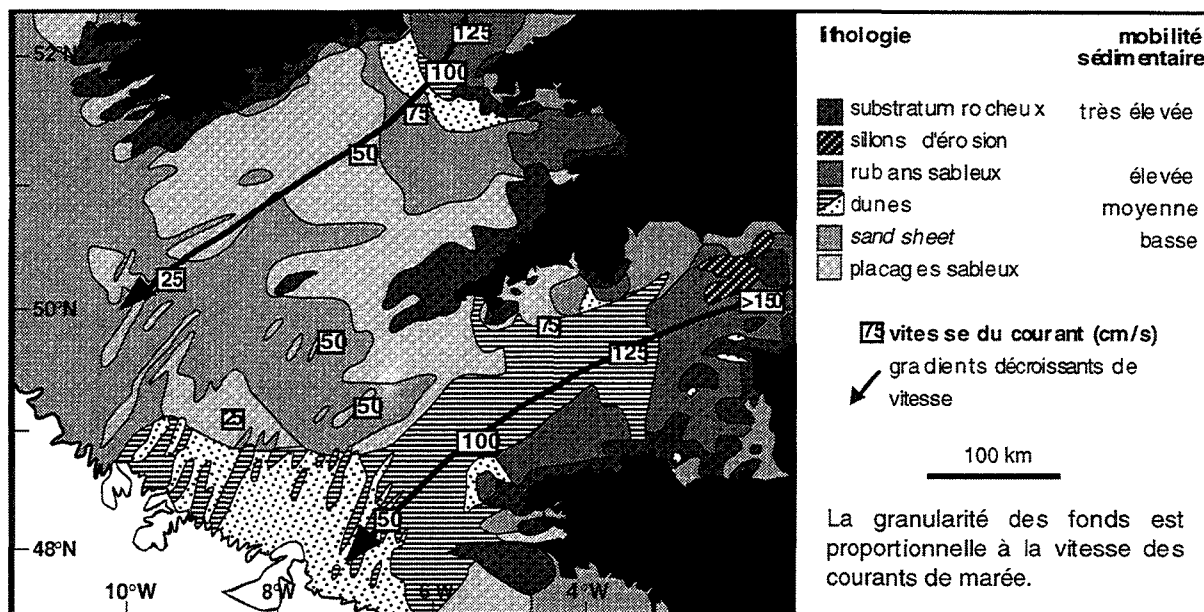 52°N
50°N
48°N
10°W
8°W
6°W
4°W
125
100
75
50
25
50
50
25
75
>150
125
100
50
lithologie
mobilité sédimentaire
substratum rocheux très élevée
sillons d'érosion
rubans sableux élevée
dunes moyenne
sand sheet basse
placages sableux
75 vitesse du courant (cm/s)
gradients décroissants de
vitesse
100 km
La granularité des fonds est
proportionnelle à la vitesse des
courants de marée.